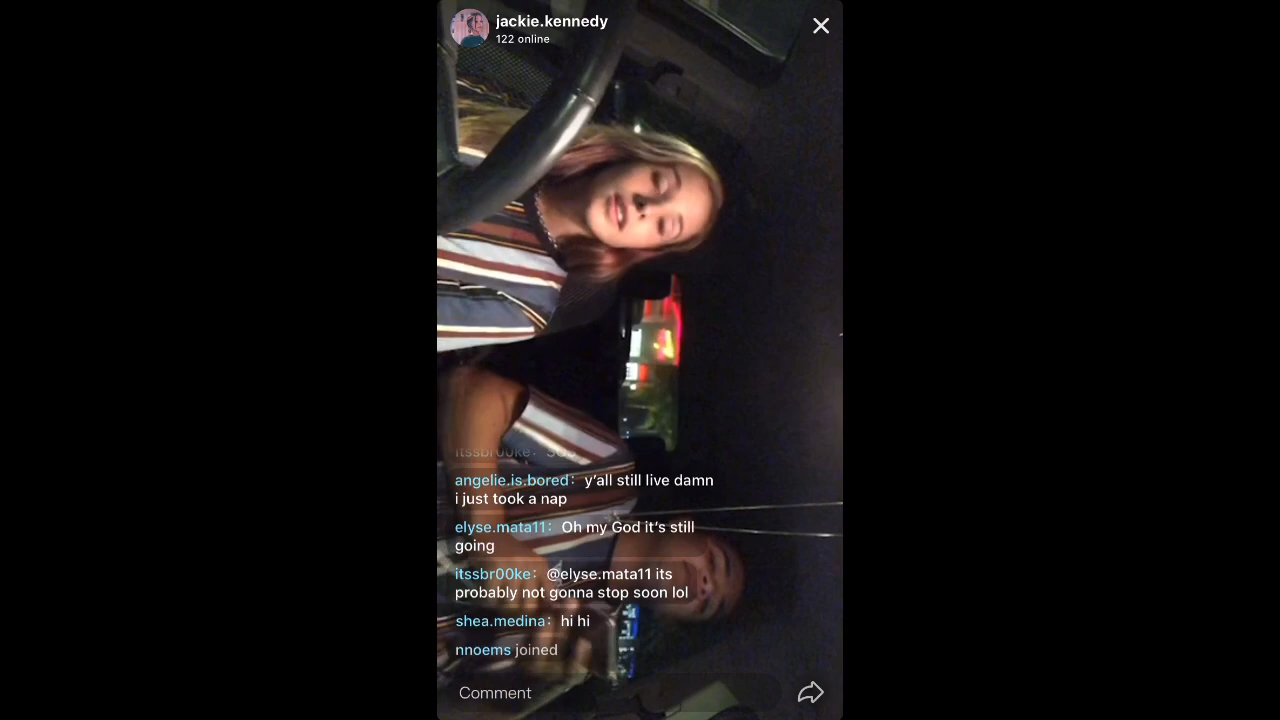 jackie.kennedy
122 online
itssbr00ke: SOS
angelie.is.bored: y’all still live damn
i just took a nap
elyse.mata11: Oh my God it’s still
going
itssbr00ke: @elyse.mata11 its
probably not gonna stop soon lol
shea.medina: hi hi
nnoems joined
Comment